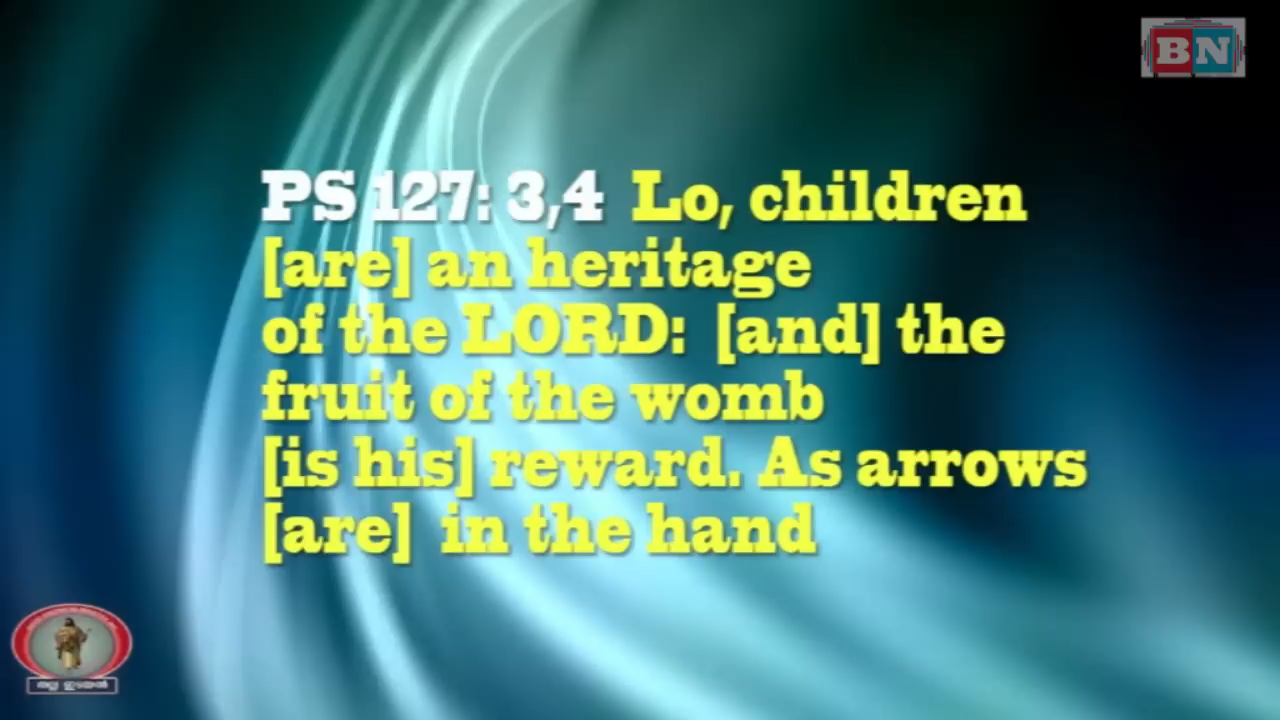 BN
PS 127: 3,4 Lo, children
[are] an heritage
of the LORD: [and] the
fruit of the womb
[is his] reward. As arrows
[are] in the hand